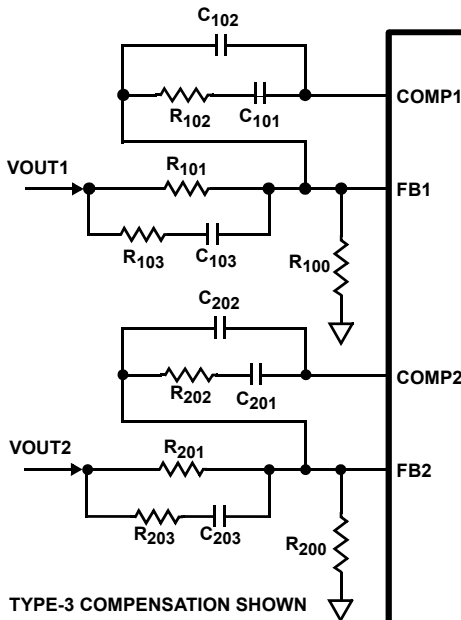 C102
R102
C101
COMP1
VOUT1
R101
FB1
R103
C103
R100
C202
R202
C201
COMP2
VOUT2
R201
FB2
R203
C203
R200
TYPE-3 COMPENSATION SHOWN